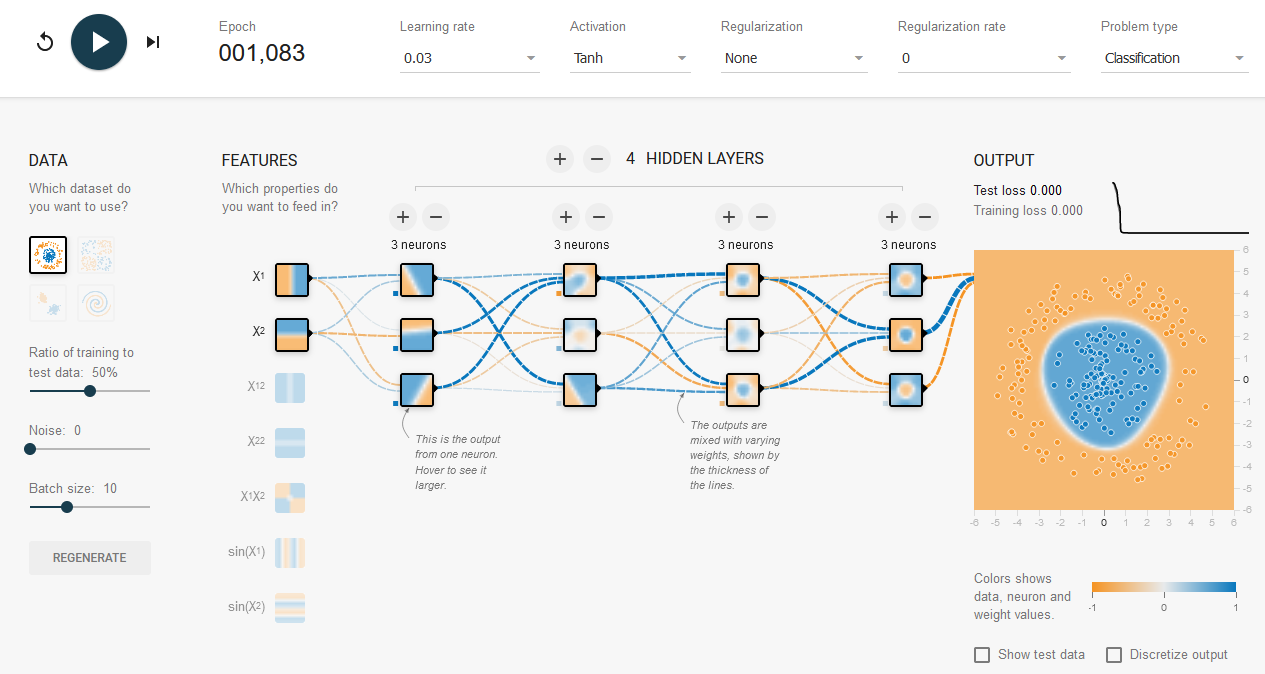 Epoch
001,083
Learning rate
0.03
Activation
Tanh
Regularization
None
Regularization rate
0
Problem type
Classification
DATA
Which dataset do
you want to use?
Ratio of training to
test data: 50%
Noise: 0
Batch size: 10
REGENERATE
FEATURES
Which properties do
you want to feed in?
X1
X2
X12
X22
X1X2
sin(X1)
sin(X2)
+ − 4 HIDDEN LAYERS
+ − + − + − + −
3 neurons 3 neurons 3 neurons 3 neurons
This is the output
from one neuron.
Hover to see it
larger.
The outputs are
mixed with varying
weights, shown by
the thickness of
the lines.
OUTPUT
Test loss 0.000
Training loss 0.000
6
5
4
3
2
1
0
-1
-2
-3
-4
-5
-6
-6 -5 -4 -3 -2 -1 0 1 2 3 4 5 6
Colors shows
data, neuron and
weight values.
-1 0 1
Show test data
Discretize output